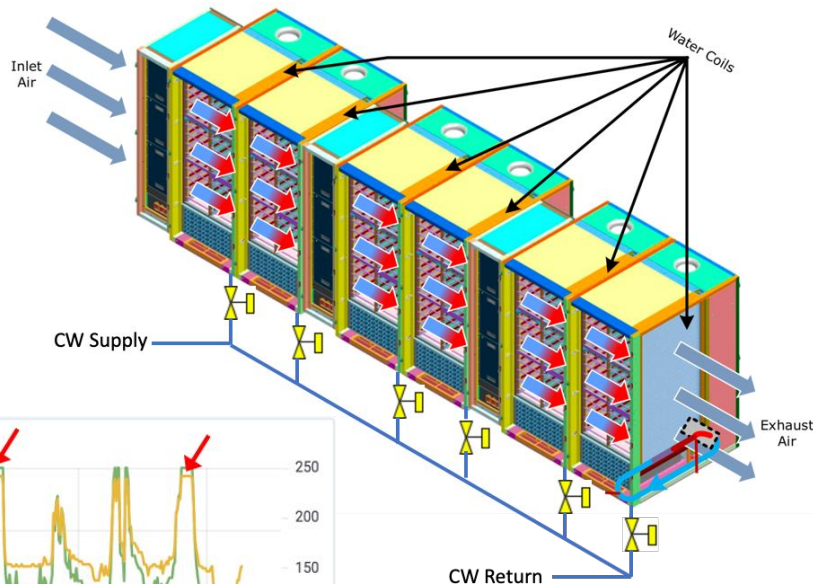 Water Coils
Inlet
Air
CW Supply
Exhaust
Air
250
200
150
CW Return